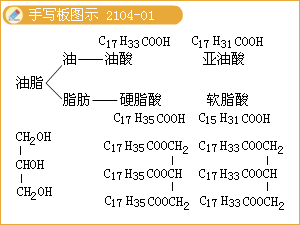 手写板图示 2104-01
C17H33COOH C17H31COOH
油 油酸 亚油酸
油脂
脂肪 硬脂酸 软脂酸
C17H35COOH C15H31COOH
CH2OH C17H35COOCH2 C17H33COOCH2
CHOH C17H35COOCH C17H33COOCH
CH2OH C17H35COOCH2 C17H33COOCH2